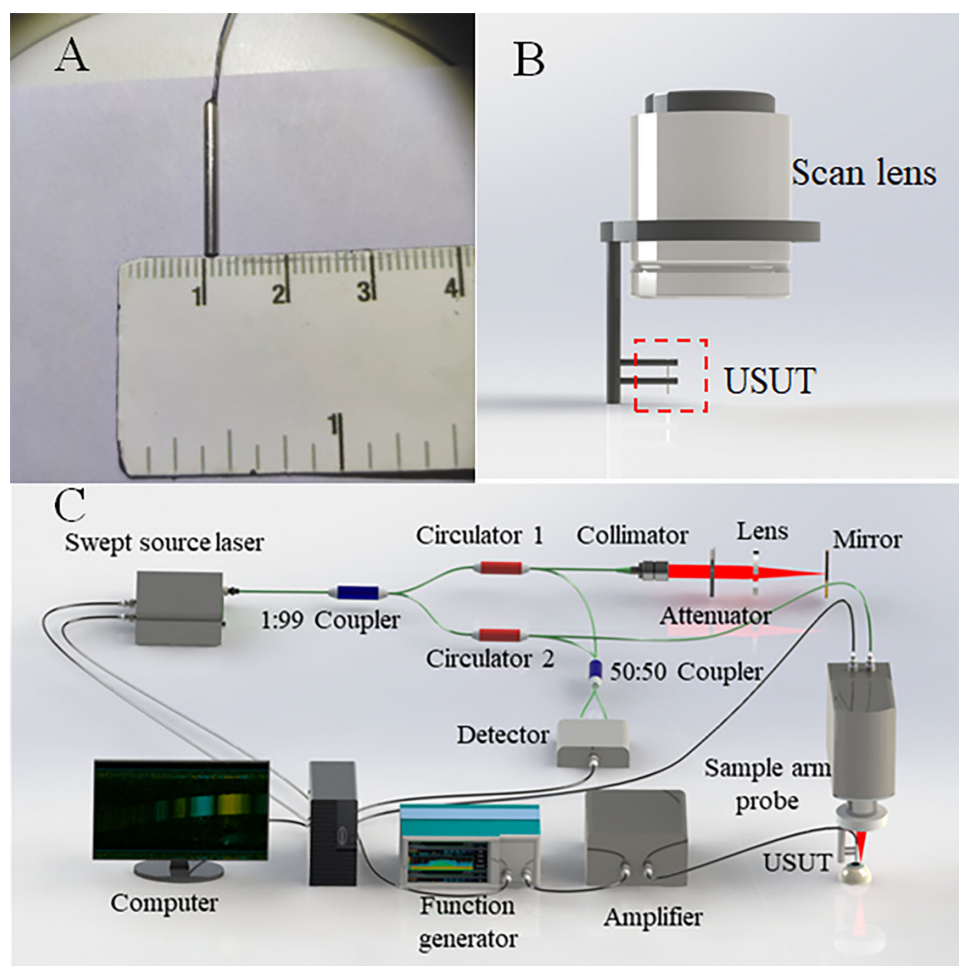 A
1 2 3 4
1
B
Scan lens
USUT
C
Swept source laser
1:99 Coupler
Circulator 1
Circulator 2
Collimator
Lens
Mirror
Attenuator
50:50 Coupler
Detector
Sample arm
probe
USUT
Computer
Function
generator
Amplifier